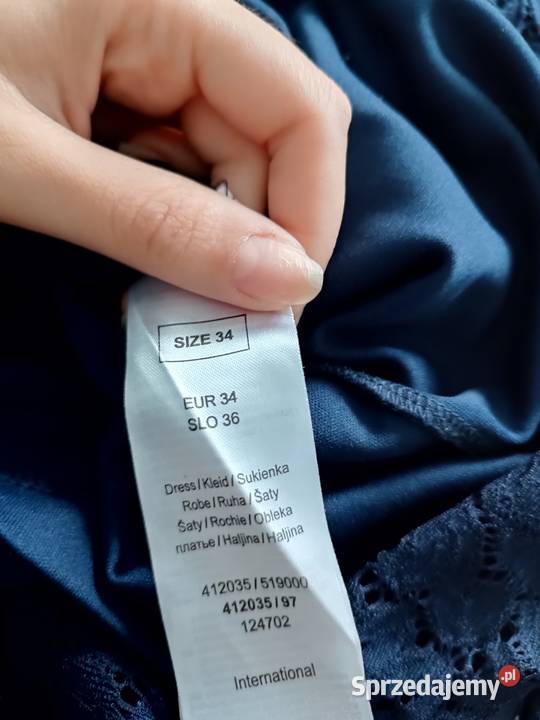 SIZE 34
EUR 34
SLO 36
Dress / Kleid / Sukienka
Robe / Ruha / Šaty
Šaty / Rochie / Obleka
платье / Haljina / Haljina
412035 / 519000
412035 / 97
124702
International
Sprzedajemy.pl